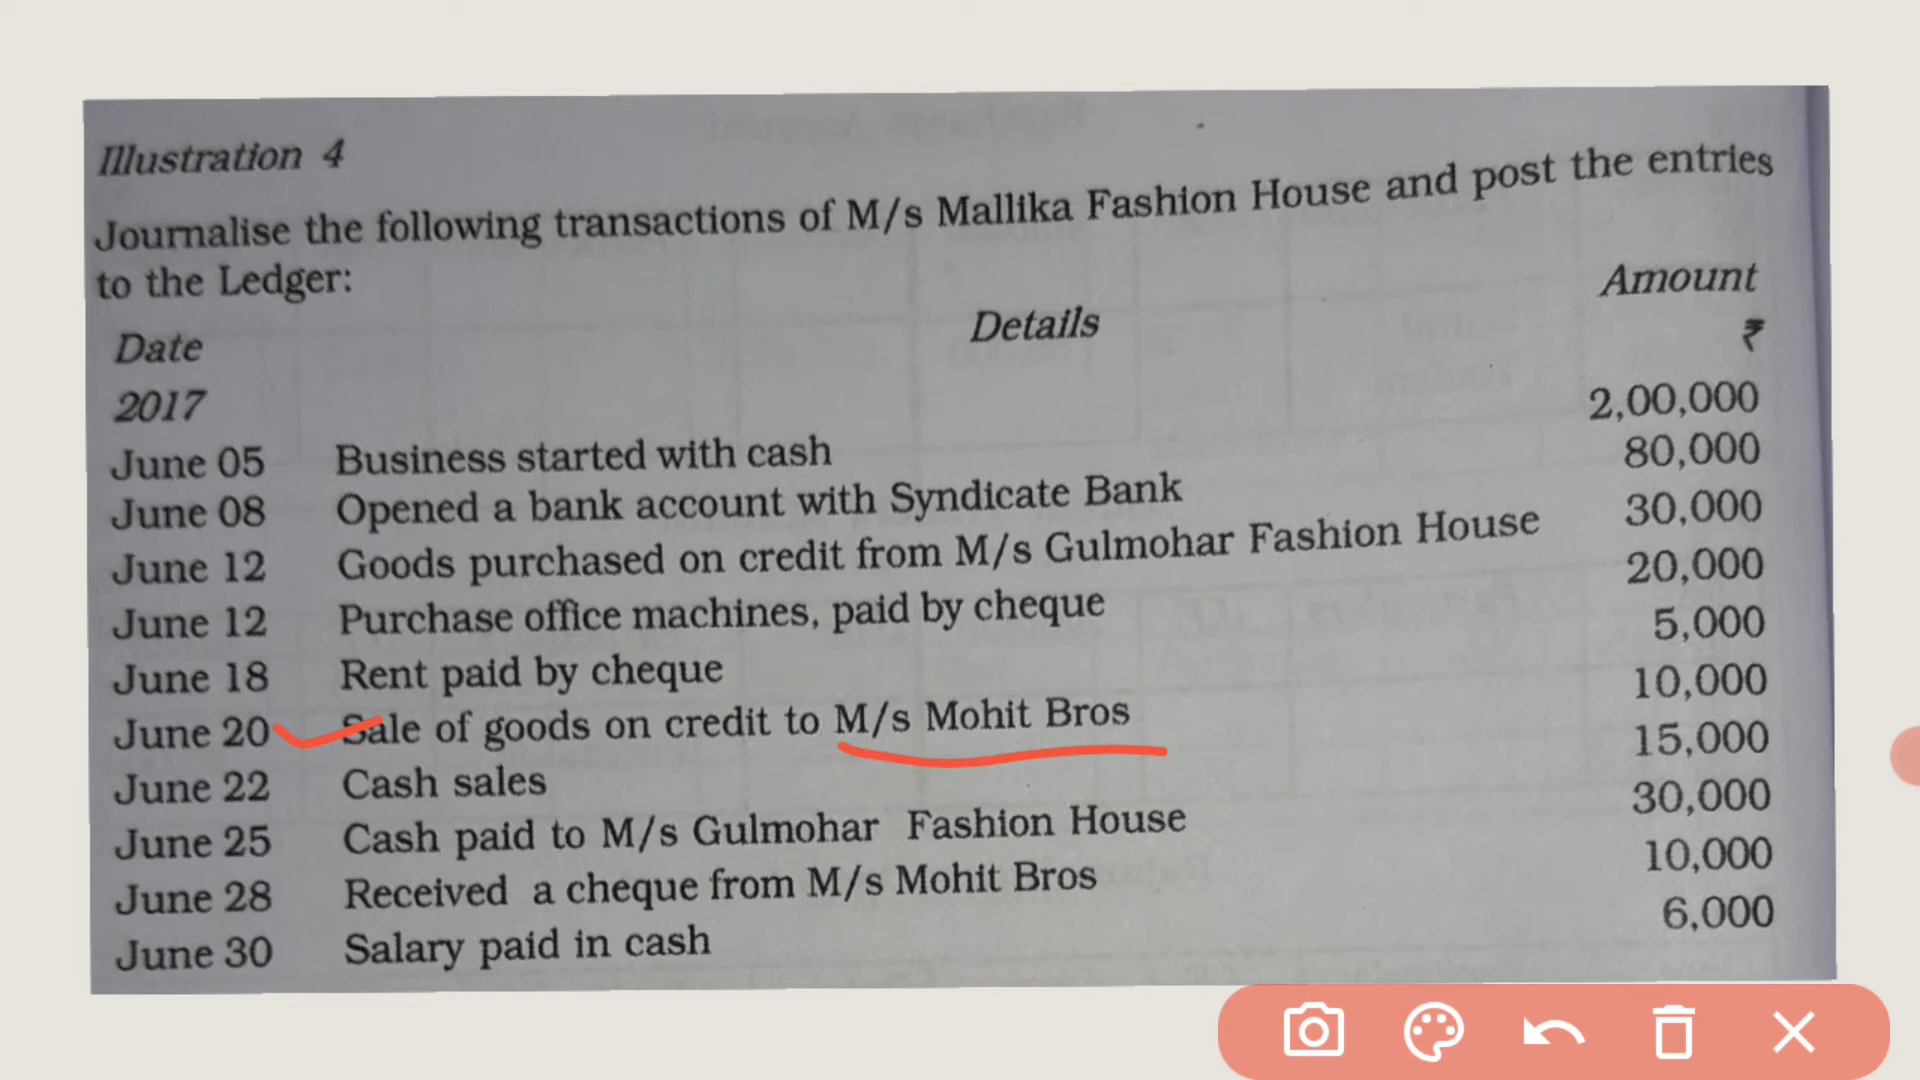 Illustration 4
Journalise the following transactions of M/s Mallika Fashion House and post the entries
to the Ledger:
Date Details Amount
2017 ₹
June 05 Business started with cash 2,00,000
June 08 Opened a bank account with Syndicate Bank 80,000
June 12 Goods purchased on credit from M/s Gulmohar Fashion House 30,000
June 12 Purchase office machines, paid by cheque 20,000
June 18 Rent paid by cheque 5,000
June 20 Sale of goods on credit to M/s Mohit Bros 10,000
June 22 Cash sales 15,000
June 25 Cash paid to M/s Gulmohar Fashion House 30,000
June 28 Received a cheque from M/s Mohit Bros 10,000
June 30 Salary paid in cash 6,000